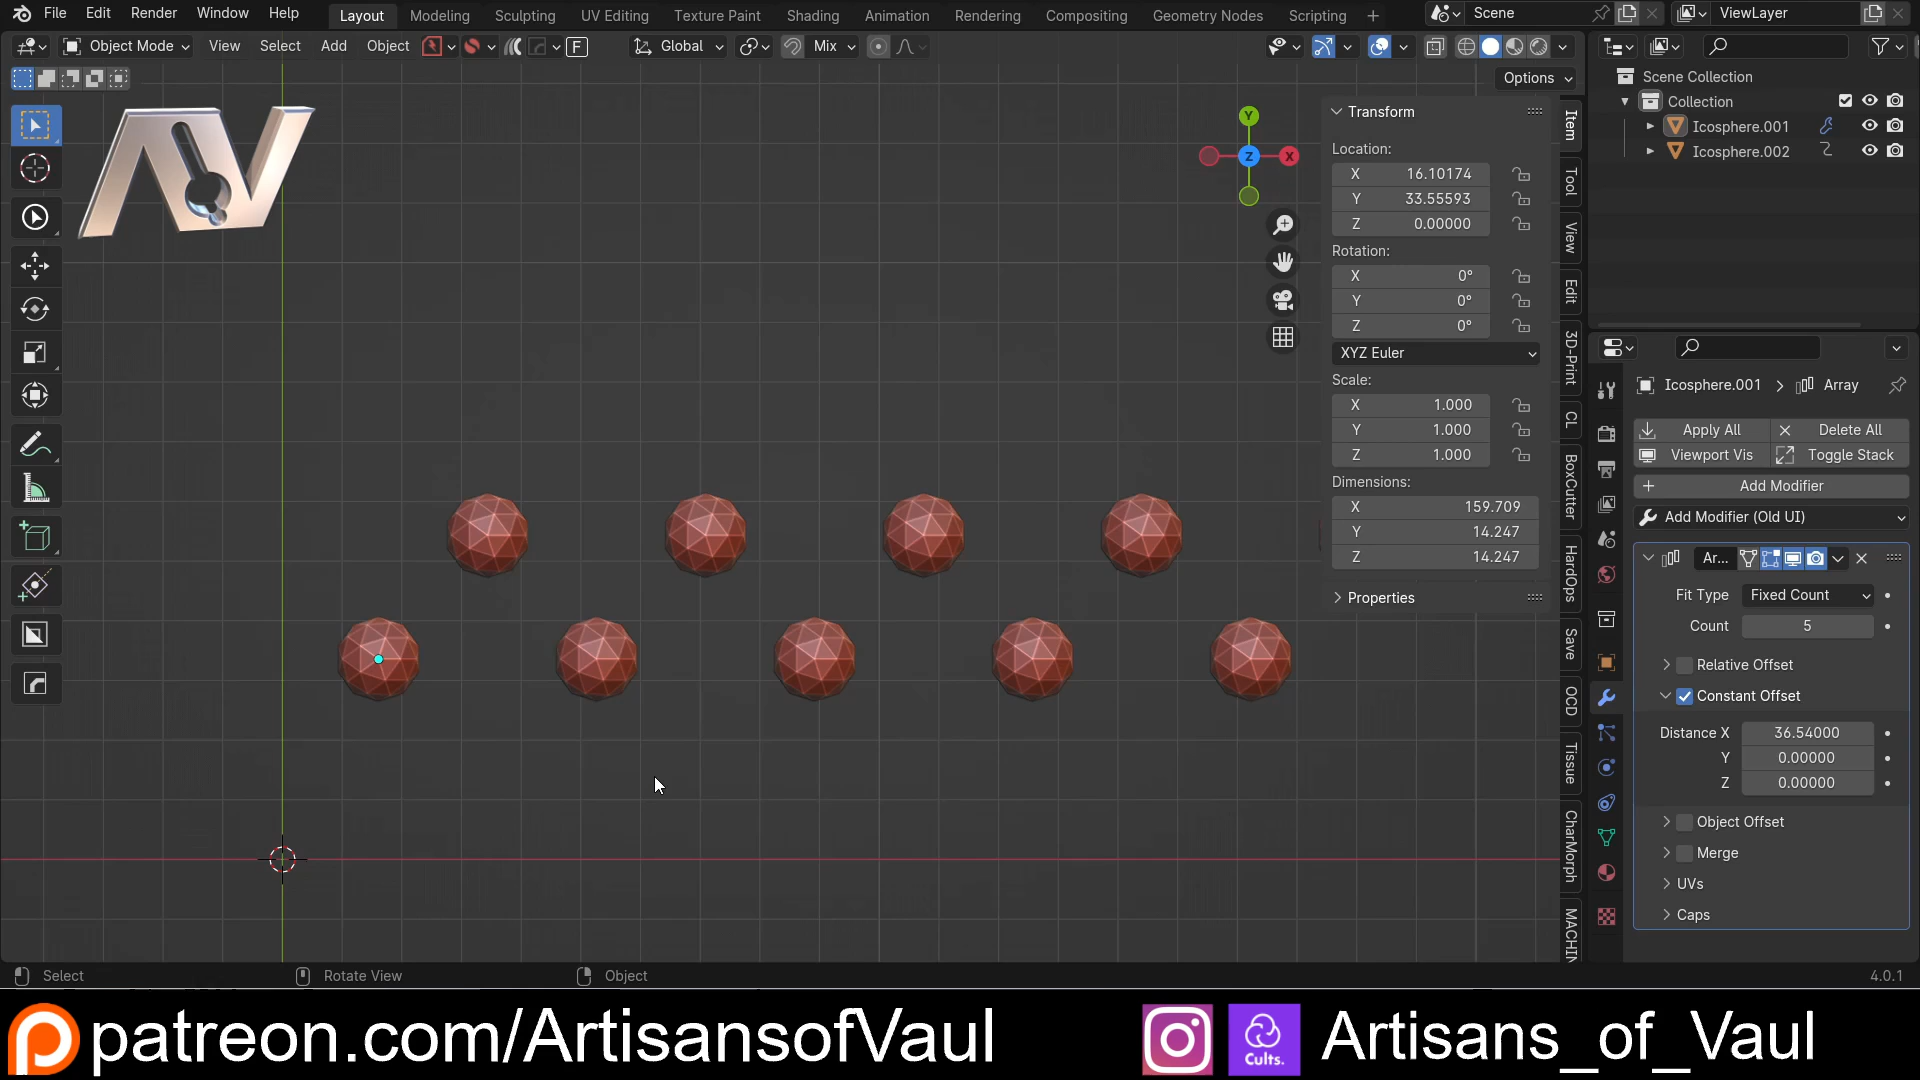 File Edit Render Window Help Layout Modeling Sculpting UV Editing Texture Paint Shading Animation Rendering Compositing Geometry Nodes Scripting + Scene ViewLayer
Object Mode View Select Add Object F Global Mix
Options
AV
Y
X
Z
Transform
Location:
X 16.10174
Y 33.55593
Z 0.00000
Rotation:
X 0°
Y 0°
Z 0°
XYZ Euler
Scale:
X 1.000
Y 1.000
Z 1.000
Dimensions:
X 159.709
Y 14.247
Z 14.247
Properties
Item
Tool
View
Edit
3D-Print
CL
BoxCutter
HardOps
Save
OCD
Tissue
CharMorph
MACHIN
Scene Collection
Collection
Icosphere.001
Icosphere.002
Icosphere.001 > Array
Apply All Delete All
Viewport Vis Toggle Stack
+ Add Modifier
Add Modifier (Old UI)
Ar...
Fit Type Fixed Count
Count 5
Relative Offset
Constant Offset
Distance X 36.54000
Y 0.00000
Z 0.00000
Object Offset
Merge
UVs
Caps
Select Rotate View Object 4.0.1
patreon.com/ArtisansofVaul Cults. Artisans_of_Vaul